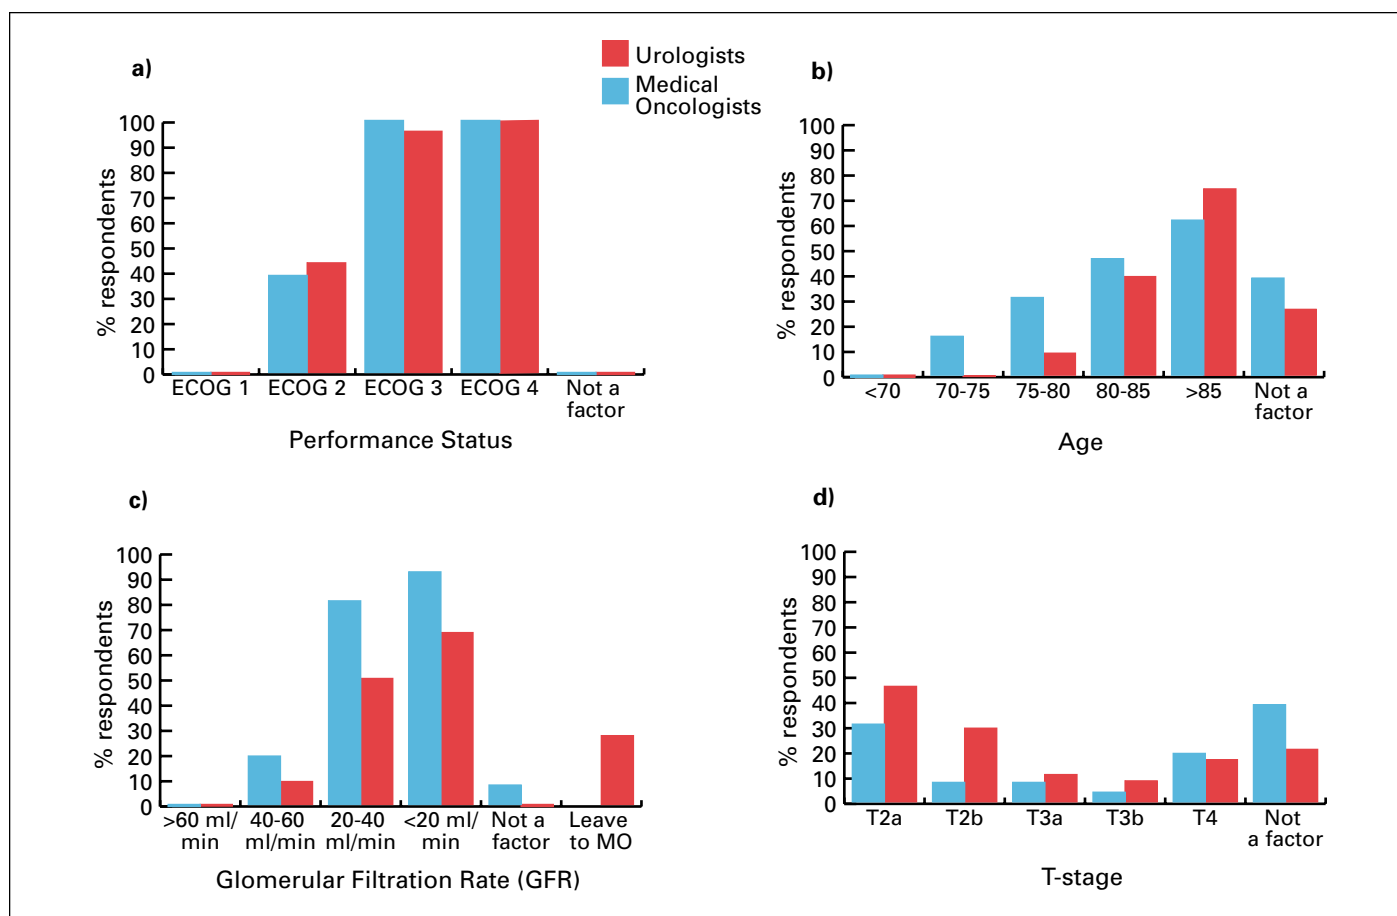 a)
Urologists
Medical
Oncologists
% respondents
100
90
80
70
60
50
40
30
20
10
0
ECOG 1 ECOG 2 ECOG 3 ECOG 4 Not a
factor
Performance Status
b)
% respondents
100
90
80
70
60
50
40
30
20
10
0
<70 70-75 75-80 80-85 >85 Not a
factor
Age
c)
% respondents
100
90
80
70
60
50
40
30
20
10
0
>60 ml/ 40-60 20-40 <20 ml/ Not a Leave
min ml/min ml/min min factor to MO
Glomerular Filtration Rate (GFR)
d)
% respondents
100
90
80
70
60
50
40
30
20
10
0
T2a T2b T3a T3b T4 Not
a factor
T-stage